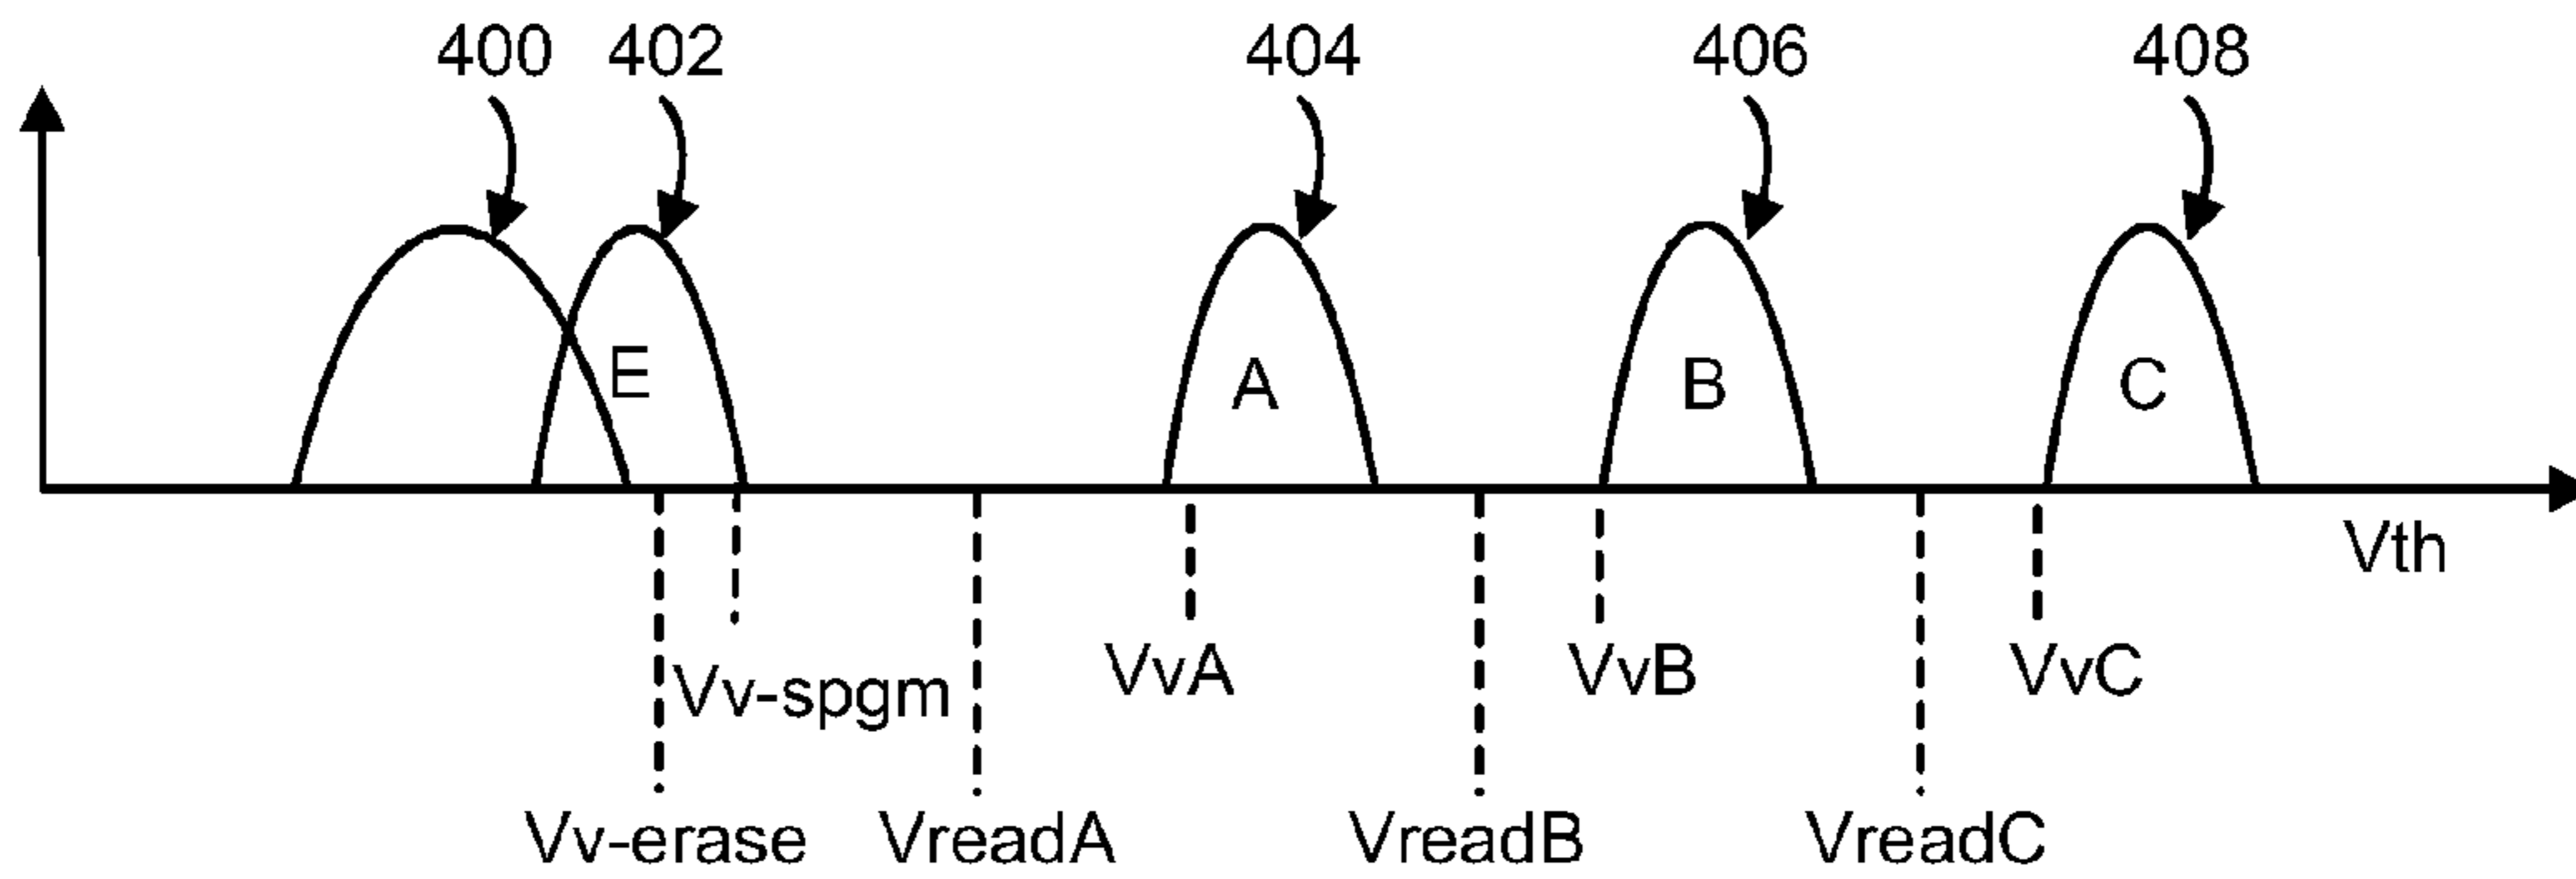 400 402 404 406 408
E A B C
Vth
Vv-spgm VvA VvB VvC
Vv-erase VreadA VreadB VreadC